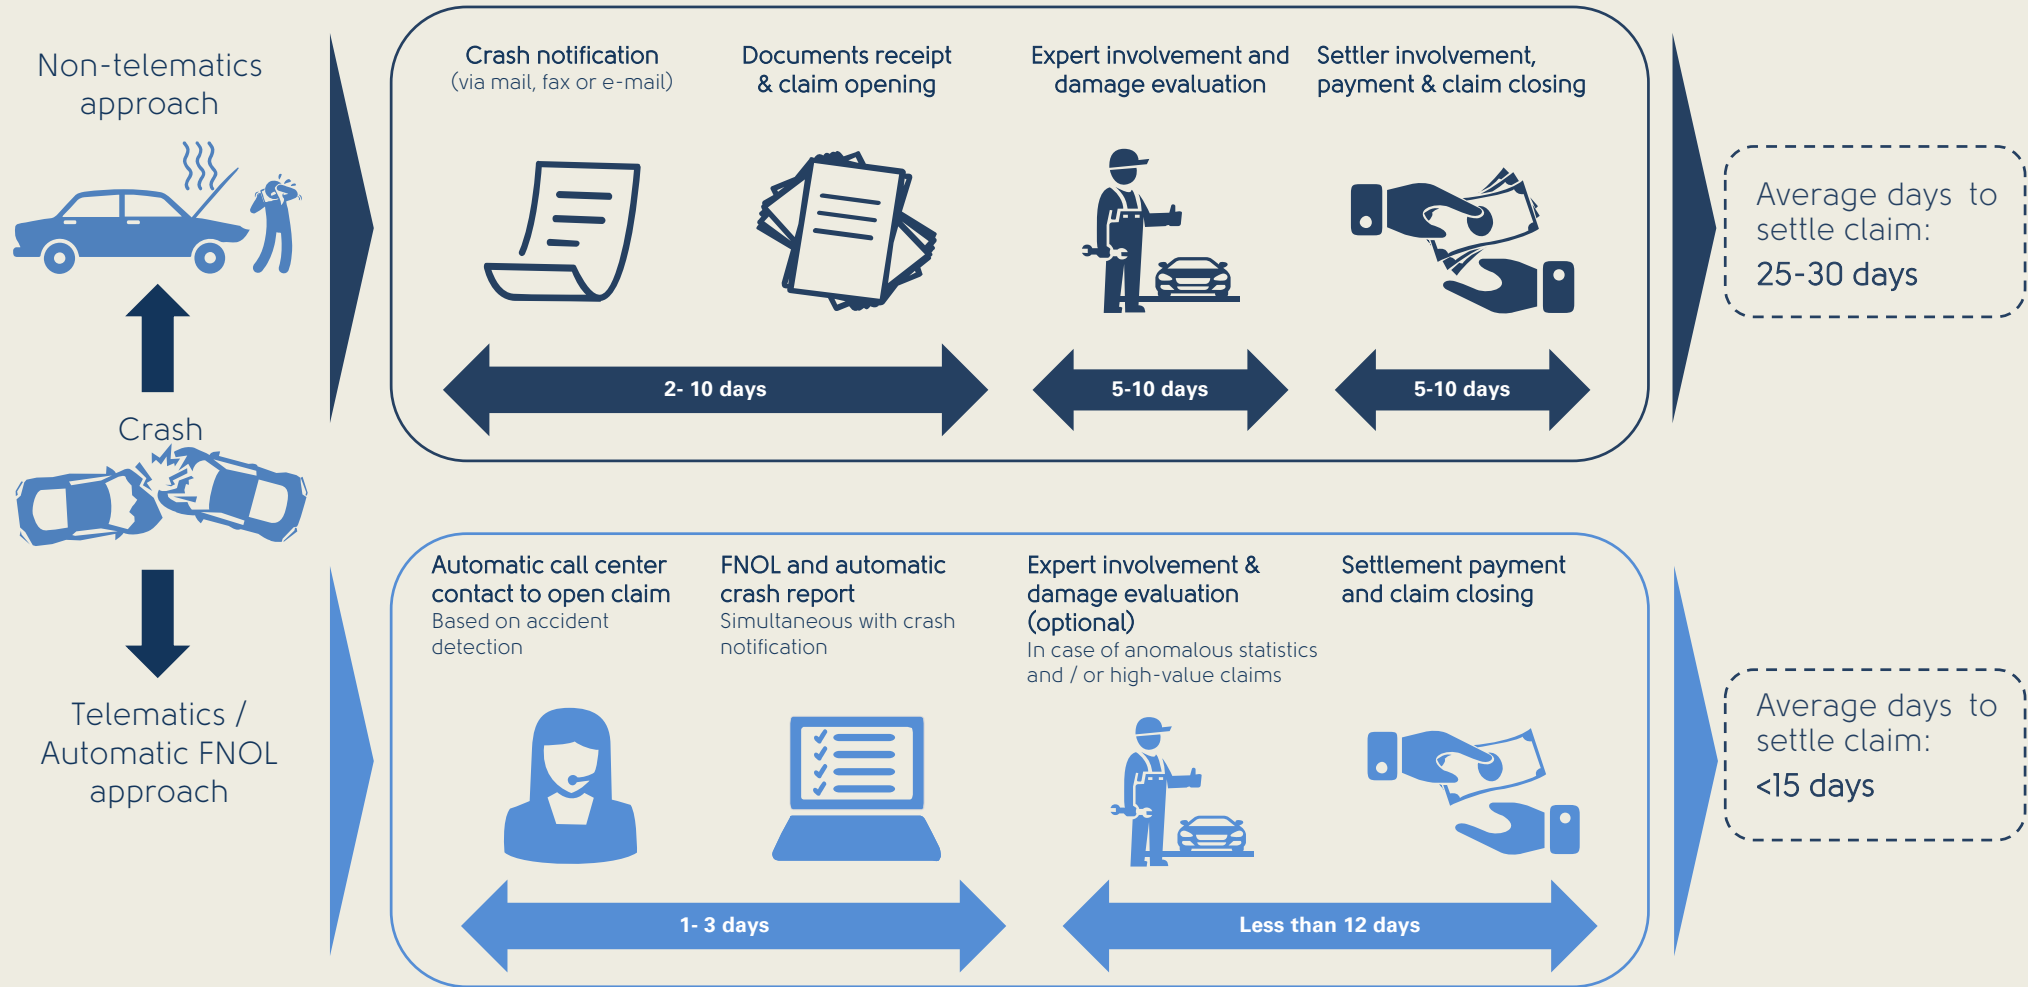 Non-telematics
approach
Crash notification
(via mail, fax or e-mail)
Documents receipt
& claim opening
Expert involvement and
damage evaluation
Settler involvement,
payment & claim closing
2- 10 days
5-10 days
5-10 days
Average days to
settle claim:
25-30 days
Crash
Telematics /
Automatic FNOL
approach
Automatic call center
contact to open claim
Based on accident
detection
FNOL and automatic
crash report
Simultaneous with crash
notification
Expert involvement &
damage evaluation
(optional)
In case of anomalous statistics
and / or high-value claims
Settlement payment
and claim closing
1- 3 days
Less than 12 days
Average days to
settle claim:
<15 days